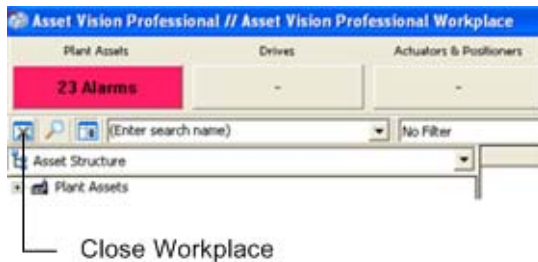 Asset Vision Professional // Asset Vision Professional Workplace
Plant Assets Drives Actuators & Positioners
23 Alarms - -
(Enter search name) No Filter
Asset Structure
Plant Assets
Close Workplace